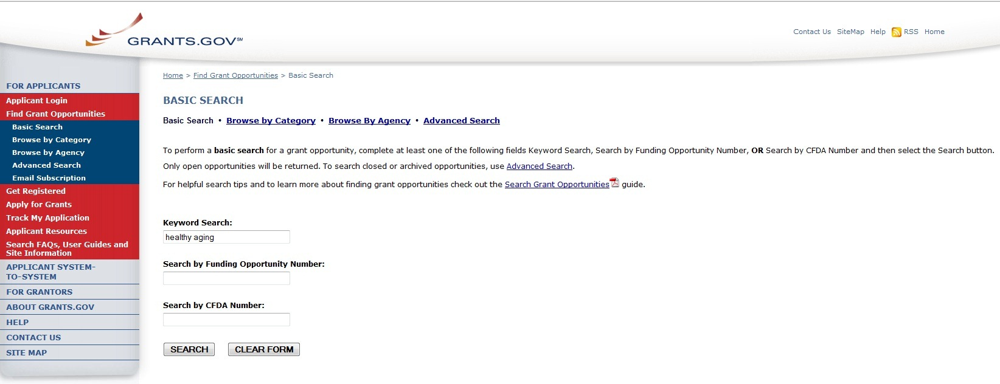 GRANTS.GOV℠
Contact Us SiteMap Help RSS Home
FOR APPLICANTS
Applicant Login
Find Grant Opportunities
Basic Search
Browse by Category
Browse by Agency
Advanced Search
Email Subscription
Get Registered
Apply for Grants
Track My Application
Applicant Resources
Search FAQs, User Guides and
Site Information
APPLICANT SYSTEM-
TO-SYSTEM
FOR GRANTORS
ABOUT GRANTS.GOV
HELP
CONTACT US
SITE MAP
Home > Find Grant Opportunities > Basic Search
BASIC SEARCH
Basic Search • Browse by Category • Browse By Agency • Advanced Search
To perform a basic search for a grant opportunity, complete at least one of the following fields Keyword Search, Search by Funding Opportunity Number, OR Search by CFDA Number and then select the Search button.
Only open opportunities will be returned. To search closed or archived opportunities, use Advanced Search.
For helpful search tips and to learn more about finding grant opportunities check out the Search Grant Opportunities guide.
Keyword Search:
healthy aging
Search by Funding Opportunity Number:
Search by CFDA Number:
SEARCH CLEAR FORM